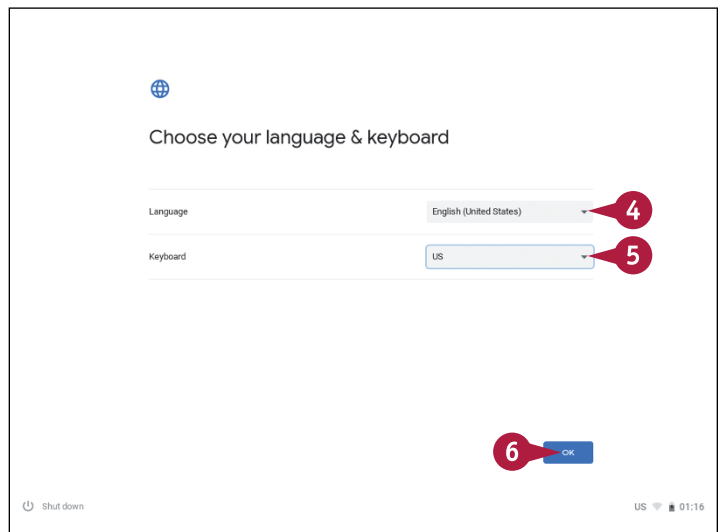 Choose your language & keyboard
Language English (United States) 4
Keyboard US 5
6 OK
Shut down US 01:16